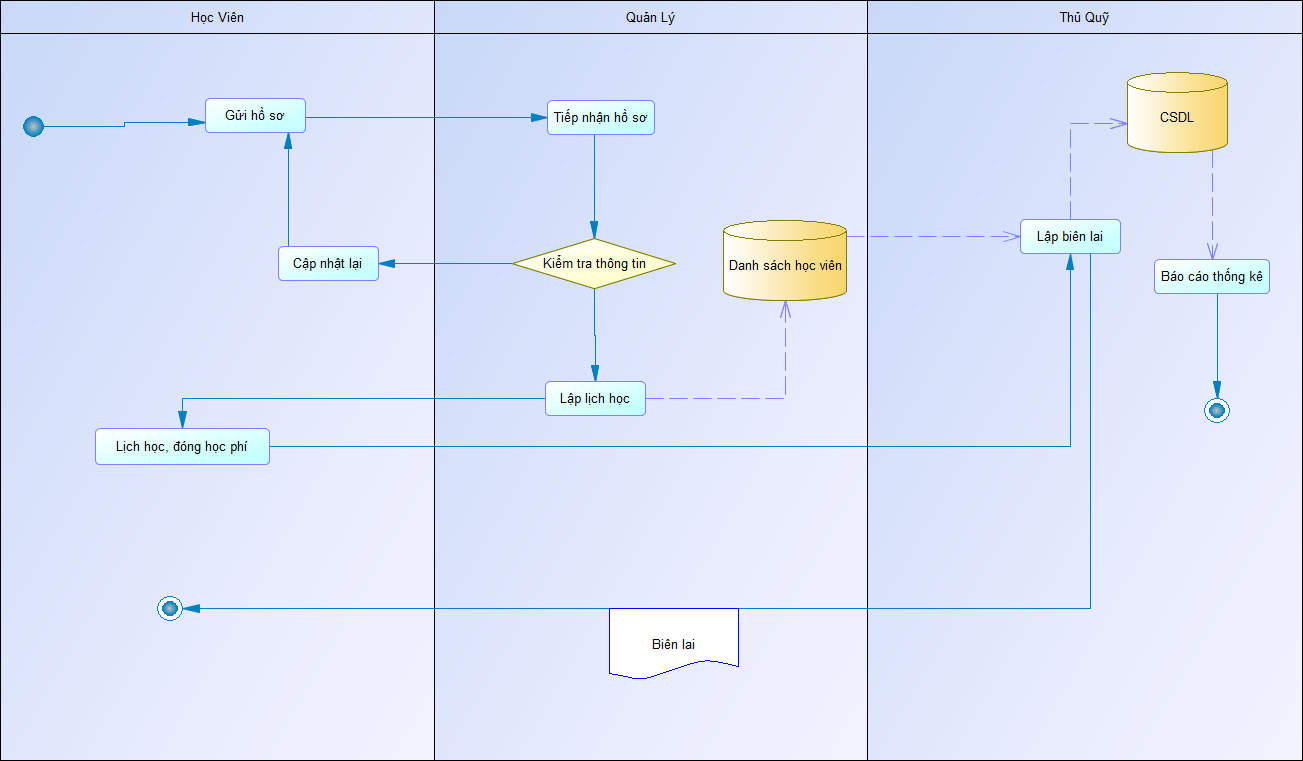 Học Viên
Quản Lý
Thủ Quỹ
Gửi hồ sơ
Tiếp nhận hồ sơ
CSDL
Lập biên lai
Cập nhật lại
Kiểm tra thông tin
Danh sách học viên
Báo cáo thống kê
Lập lịch học
Lịch học, đóng học phí
Biên lai